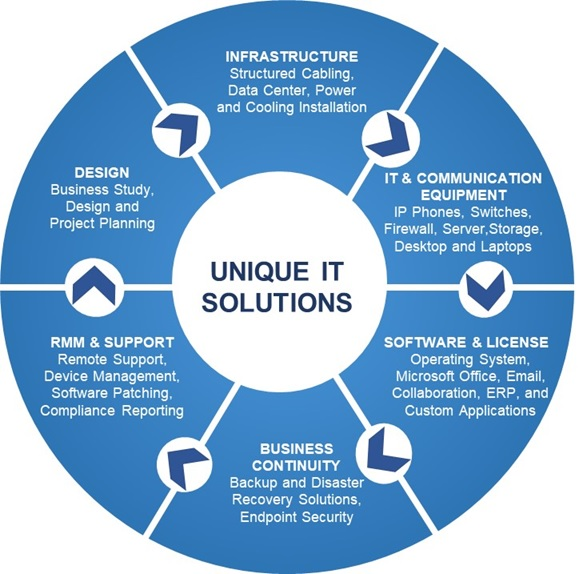 INFRASTRUCTURE
Structured Cabling,
Data Center, Power
and Cooling Installation
IT & COMMUNICATION
EQUIPMENT
IP Phones, Switches,
Firewall, Server,Storage,
Desktop and Laptops
SOFTWARE & LICENSE
Operating System,
Microsoft Office, Email,
Collaboration, ERP, and
Custom Applications
BUSINESS
CONTINUITY
Backup and Disaster
Recovery Solutions,
Endpoint Security
RMM & SUPPORT
Remote Support,
Device Management,
Software Patching,
Compliance Reporting
DESIGN
Business Study,
Design and
Project Planning
UNIQUE IT
SOLUTIONS